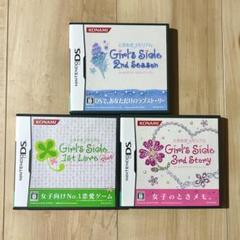 KONAMI
NINTENDO DS
Girl's Side
2nd Season
DSで、あなただけのラブストーリー
KONAMI
NINTENDO DS
Girl's Side
1st Love Plus
女子向けNo.1恋愛ゲーム
KONAMI
NINTENDO DS
Girl's Side
3rd Story
女子のときメモ。